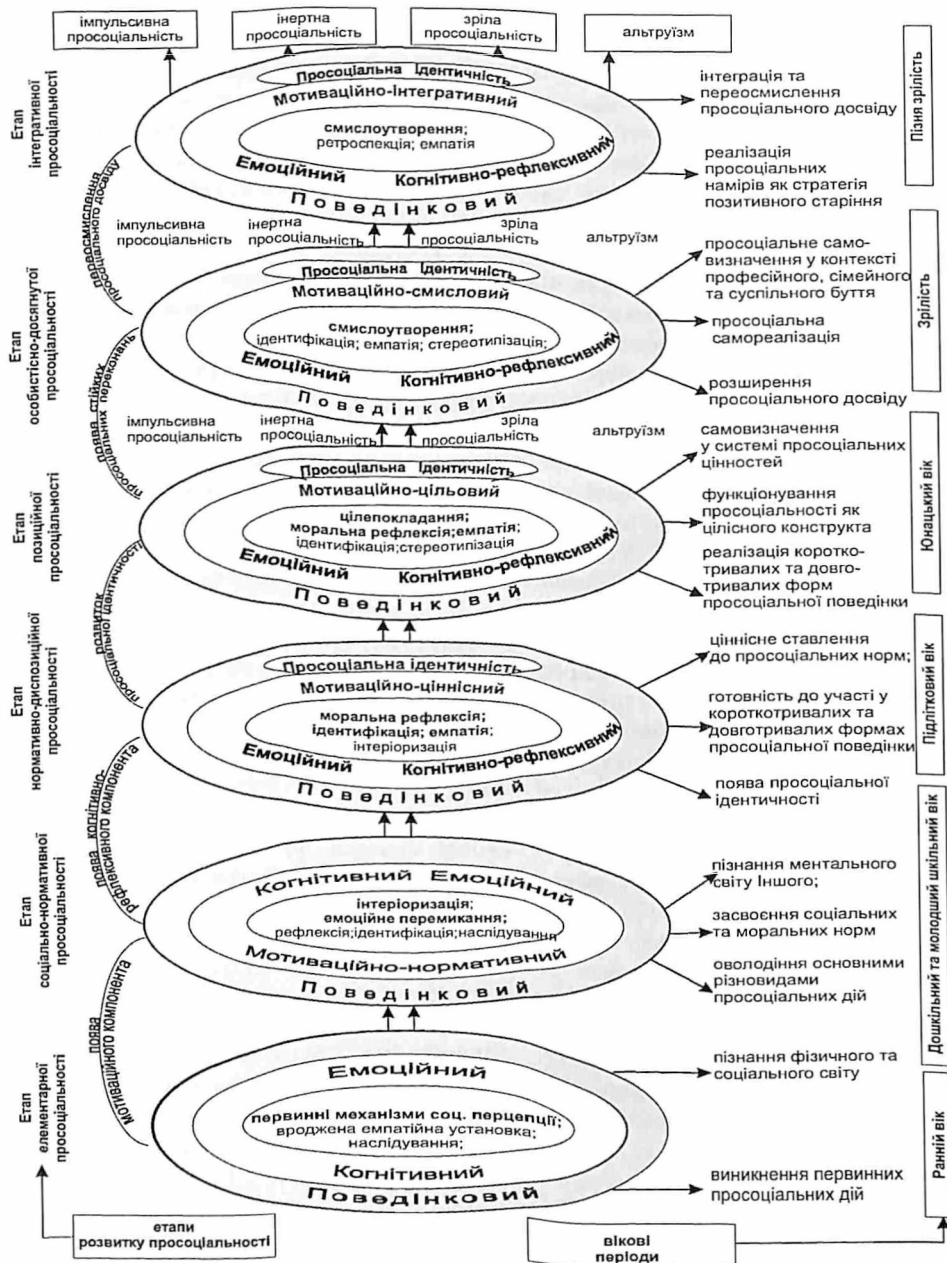 імпульсивна
просоціальність
інертна
просоціальність
зріла
просоціальність
альтруїзм
Етап
інтегративної
просоціальності
Просоціальна Ідентичність
Мотиваційно-Інтегративний
смислоутворення;
ретроспекція; емпатія
Емоційний Когнітивно-рефлексивний
Поведінковий
інтеграція та
переосмислення
просоціального досвіду
реалізація
просоціальних
намірів як стратегія
позитивного старіння
Пізня зрілість
переосмислення
просоціального досвіду
імпульсивна
просоціальність
інертна
просоціальність
зріла
просоціальність
альтруїзм
Етап
особистісно-досягнутої
просоціальності
Просоціальна Ідентичність
Мотиваційно-смисловий
смислоутворення;
ідентифікація; емпатія; стереотипізація;
Емоційний Когнітивно-рефлексивний
Поведінковий
просоціальне само-
визначення у контексті
професійного, сімейного
та суспільного буття
просоціальна
самореалізація
розширення
просоціального досвіду
Зрілість
поява стійких
просоціальних переконань
імпульсивна
просоціальність
інертна
просоціальність
зріла
просоціальність
альтруїзм
Етап
позиційної
просоціальності
Просоціальна Ідентичність
Мотиваційно-цільовий
цілепокладання;
моральна рефлексія;емпатія;
ідентифікація;стереотипізація
Емоційний Когнітивно-рефлексивний
Поведінковий
самовизначення
у системі просоціальних
цінностей
функціонування
просоціальності як
цілісного конструкта
реалізація коротко-
тривалих та довго-
тривалих форм
просоціальної поведінки
Юнацький вік
розвиток
просоціальної ідентичності
Етап
нормативно-диспозиційної
просоціальності
Просоціальна ідентичність
Мотиваційно-ціннісний
моральна рефлексія;
ідентифікація; емпатія;
інтеріоризація
Емоційний Когнітивно-рефлексивний
Поведінковий
ціннісне ставлення
до просоціальних норм;
готовність до участі у
короткотривалих та
довготривалих формах
просоціальної поведінки
поява просоціальної
ідентичності
Підлітковий вік
поява когнітивно-
рефлексивного компонента
Етап
соціально-нормативної
просоціальності
Когнітивний Емоційний
інтеріоризація;
емоційне перемикання;
рефлексія;ідентифікація;наслідування
Мотиваційно-нормативний
Поведінковий
пізнання ментального
світу Іншого;
засвоєння соціальних
та моральних норм
оволодіння основними
різновидами
просоціальних дій
Дошкільний та молодший шкільний вік
поява
мотиваційного компонента
Етап
елементарної
просоціальності
Емоційний
первинні механізми соц. перцепції;
вроджена емпатійна установка;
наслідування;
Когнітивний
Поведінковий
пізнання фізичного та
соціального світу
виникнення первинних
просоціальних дій
Ранній вік
етапи
розвитку просоціальності
вікові
періоди